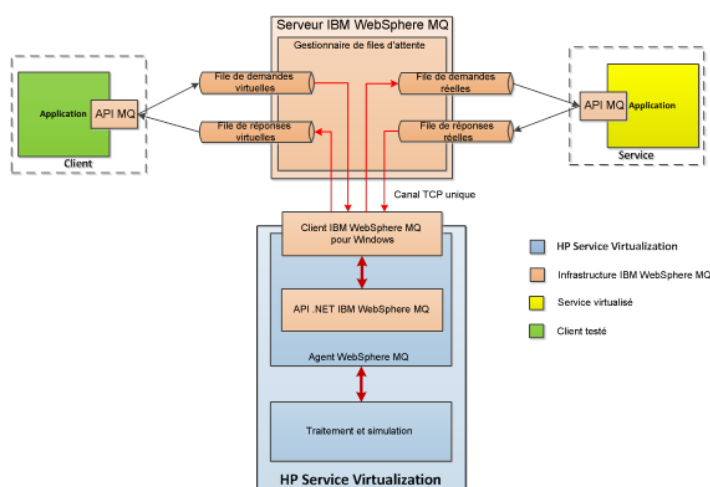 Serveur IBM WebSphere MQ
Gestionnaire de files d'attente
File de demandes
virtuelles
File de demandes
réelles
Application
API MQ
Client
API MQ
Application
Service
File de réponses
virtuelles
File de réponses
réelles
Canal TCP unique
Client IBM WebSphere MQ
pour Windows
API .NET IBM WebSphere MQ
Agent WebSphere MQ
Traitement et simulation
HP Service Virtualization
HP Service Virtualization
Infrastructure IBM WebSphere MQ
Service virtualisé
Client testé